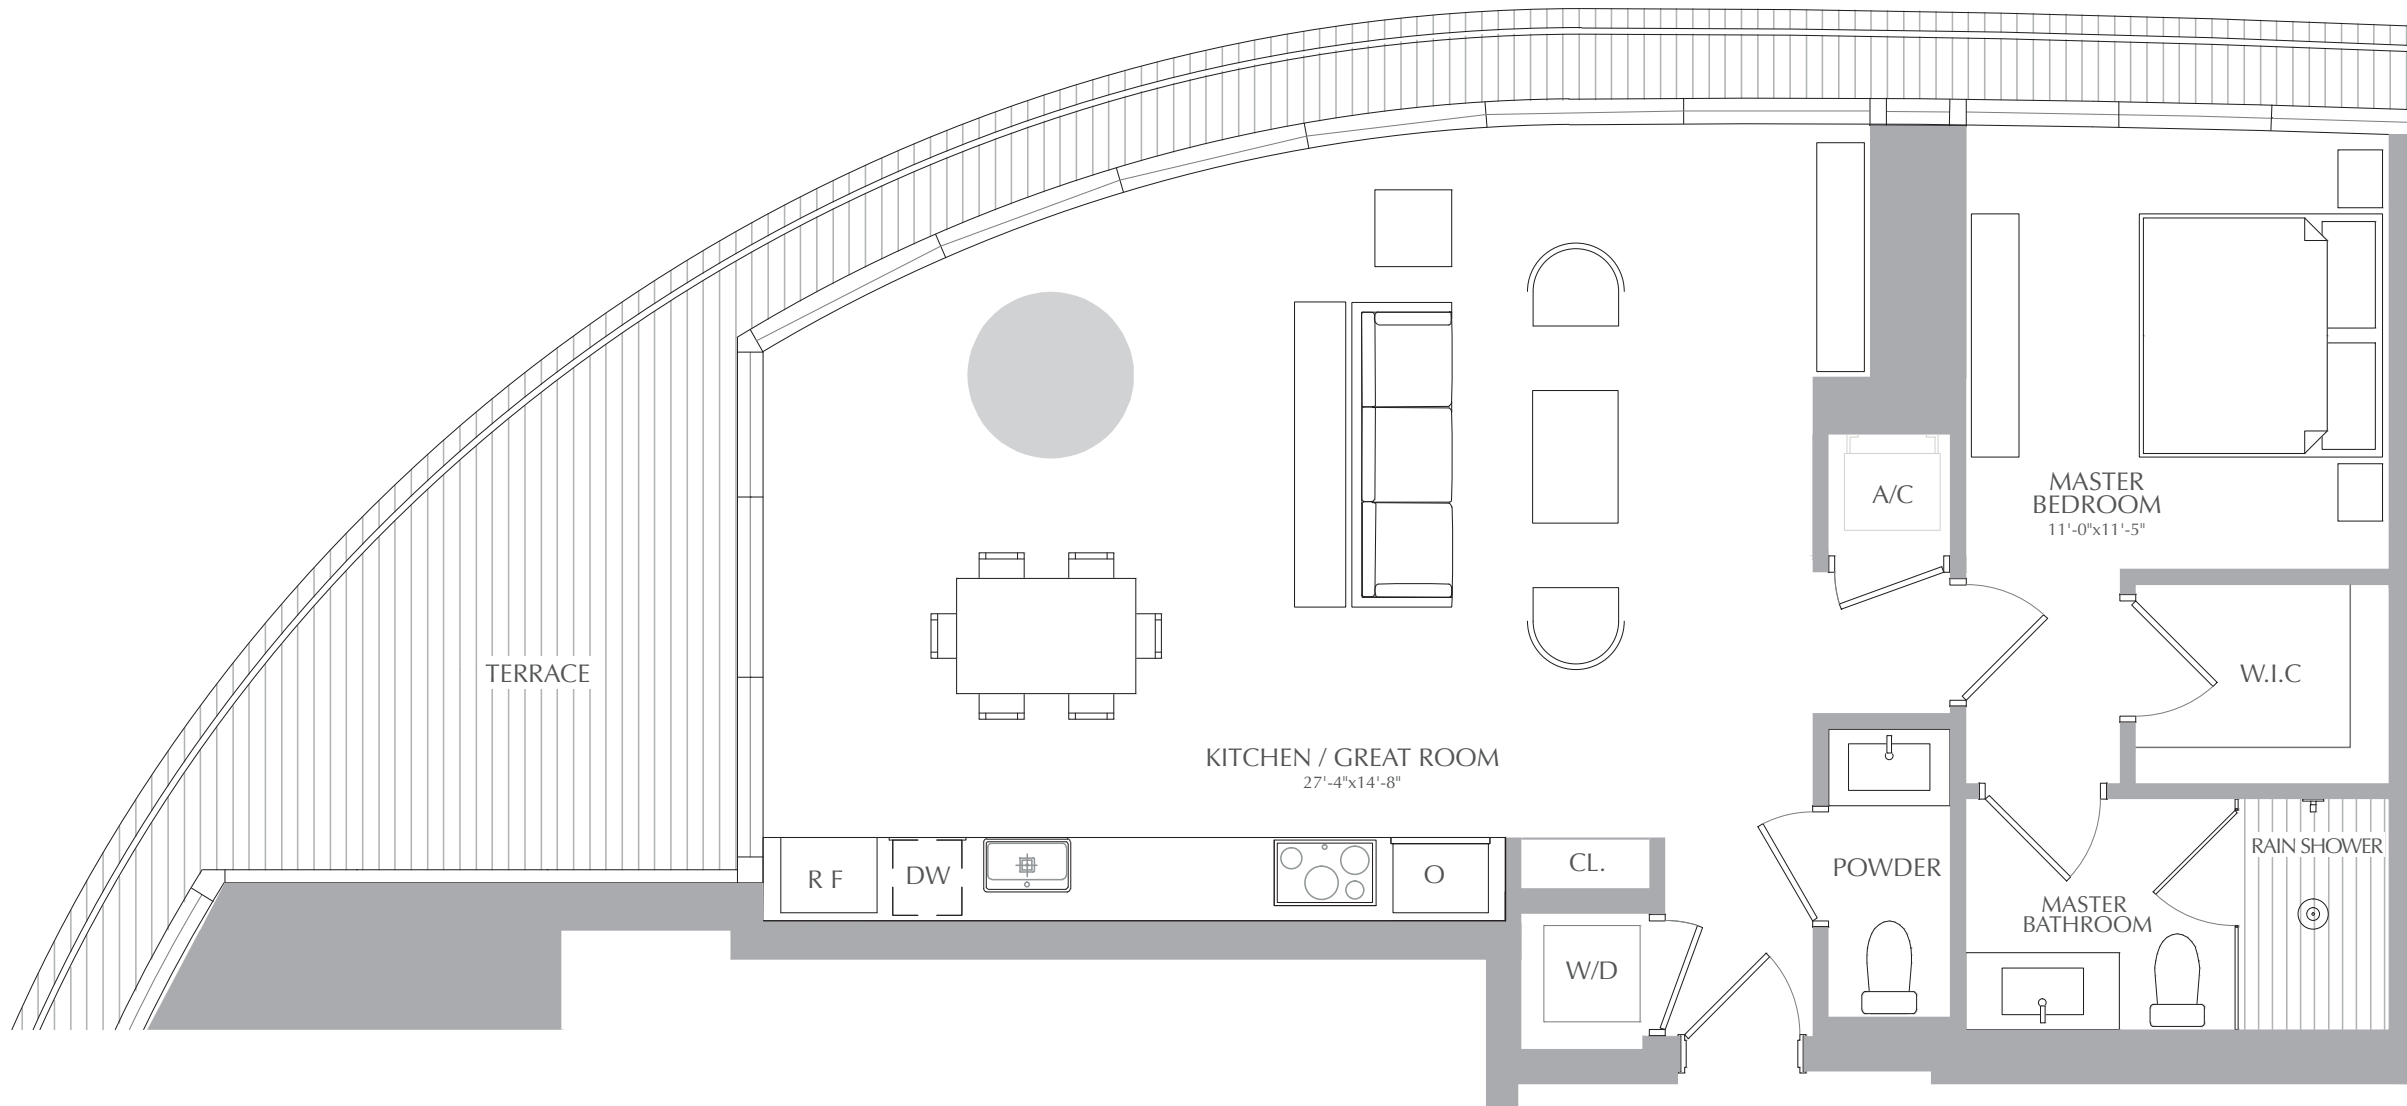 A/C
MASTER
BEDROOM
11'-0"x11'-5"
TERRACE
W.I.C
KITCHEN / GREAT ROOM
27'-4"x14'-8"
R F
DW
O
CL.
POWDER
RAIN SHOWER
MASTER
BATHROOM
W/D